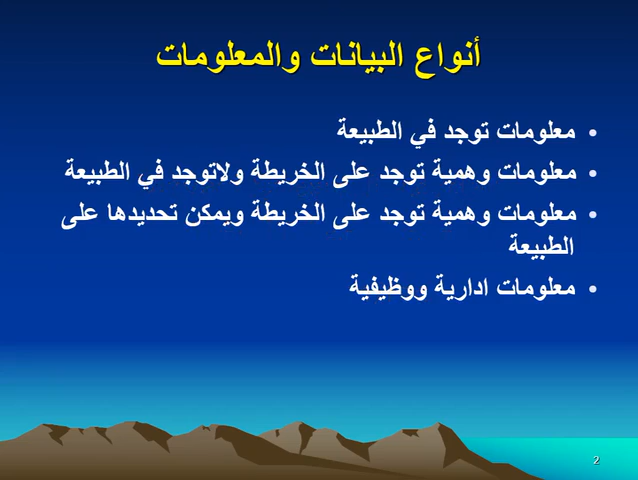 أنواع البيانات والمعلومات
• معلومات توجد في الطبيعة
• معلومات وهمية توجد على الخريطة ولاتوجد في الطبيعة
• معلومات وهمية توجد على الخريطة ويمكن تحديدها على
الطبيعة
• معلومات ادارية ووظيفية
2